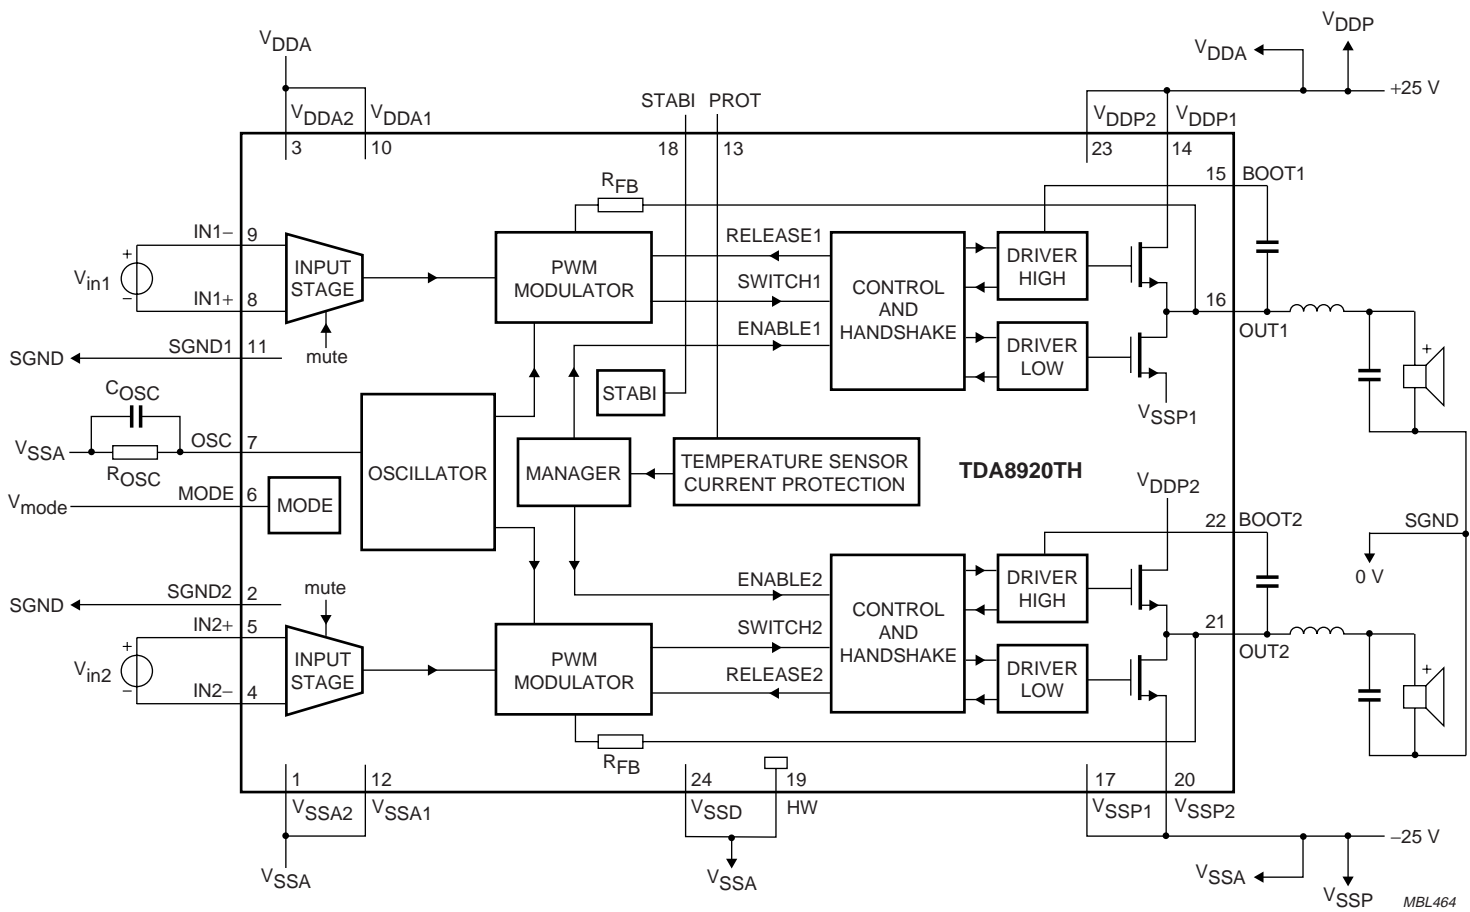 VDDP
VDDA
VDDA
+25 V
STABI PROT
VDDA2 VDDA1
VDDP2 VDDP1
3 10
18 13
23 14
15 BOOT1
RFB
IN1− 9
RELEASE1
INPUT STAGE
PWM MODULATOR
DRIVER HIGH
+
Vin1
−
SWITCH1
CONTROL AND HANDSHAKE
IN1+ 8
16
OUT1
ENABLE1
DRIVER LOW
SGND SGND1 11
mute
+
COSC
STABI
VSSP1
VSSA
OSC 7
ROSC
OSCILLATOR
MANAGER
TEMPERATURE SENSOR
CURRENT PROTECTION
TDA8920TH
Vmode
MODE 6
MODE
VDDP2
22 BOOT2
SGND
0 V
SGND SGND2 2
mute
ENABLE2
DRIVER HIGH
IN2+ 5
SWITCH2
CONTROL AND HANDSHAKE
21
OUT2
+
Vin2
−
INPUT STAGE
PWM MODULATOR
RELEASE2
DRIVER LOW
+
IN2− 4
RFB
1 12
24 19
17 20
VSSA2 VSSA1
VSSD HW
VSSP1 VSSP2
−25 V
VSSA
VSSA
VSSA
VSSP
MBL464